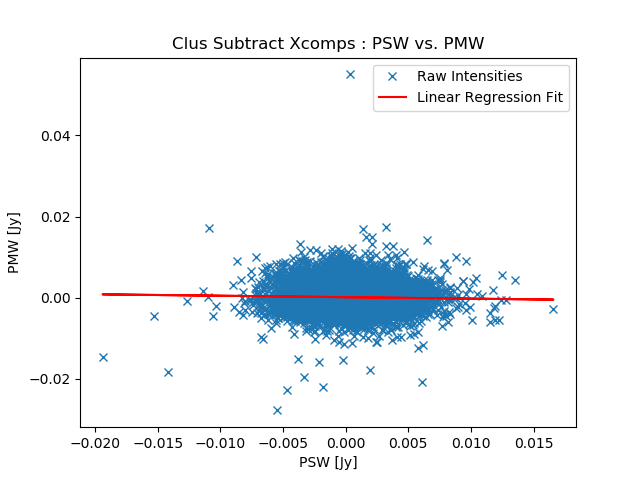 Clus Subtract Xcomps : PSW vs. PMW
Raw Intensities
Linear Regression Fit
PMW [Jy]
0.04
0.02
0.00
−0.02
−0.020
−0.015
−0.010
−0.005
0.000
0.005
0.010
0.015
PSW [Jy]